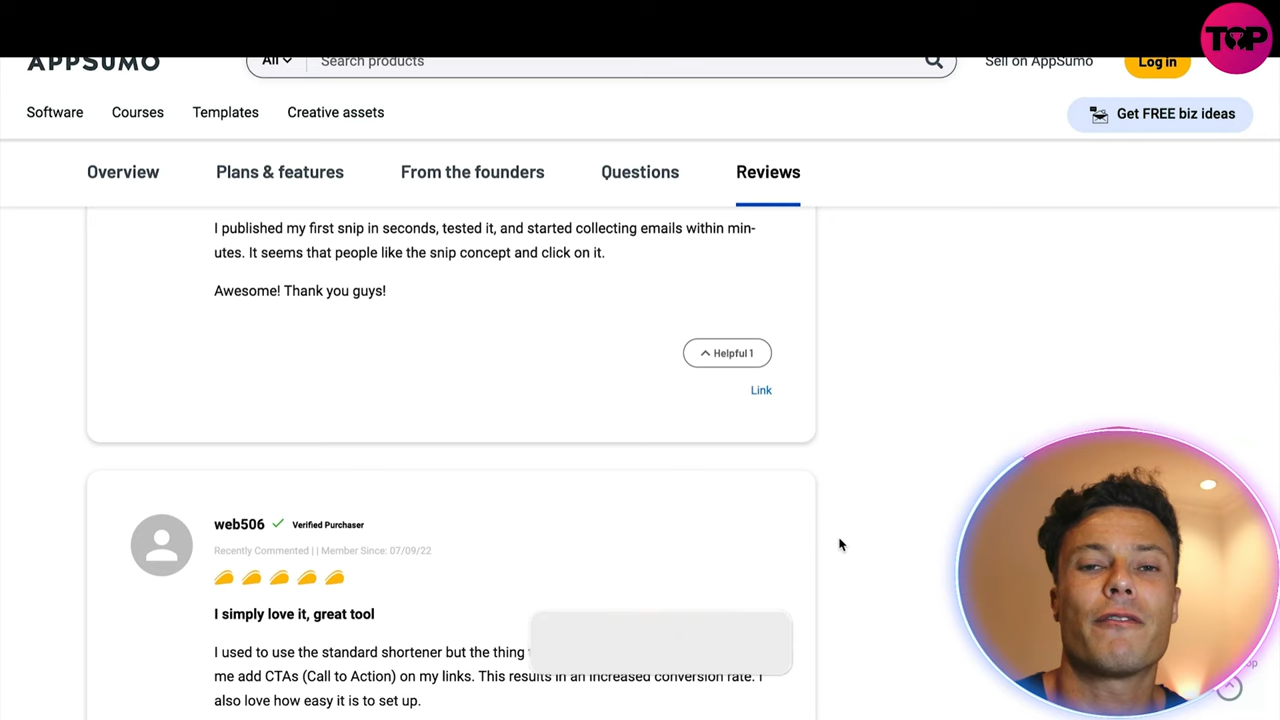 TOP
APPSUMO
All
Search products
Sell on AppSumo
Log in
Software
Courses
Templates
Creative assets
Get FREE biz ideas
Overview
Plans & features
From the founders
Questions
Reviews
I published my first snip in seconds, tested it, and started collecting emails within min-
utes. It seems that people like the snip concept and click on it.
Awesome! Thank you guys!
Helpful 1
Link
web506
Verified Purchaser
Recently Commented | | Member Since: 07/09/22
I simply love it, great tool
I used to use the standard shortener but the thing
me add CTAs (Call to Action) on my links. This results in an increased conversion rate. I
also love how easy it is to set up.